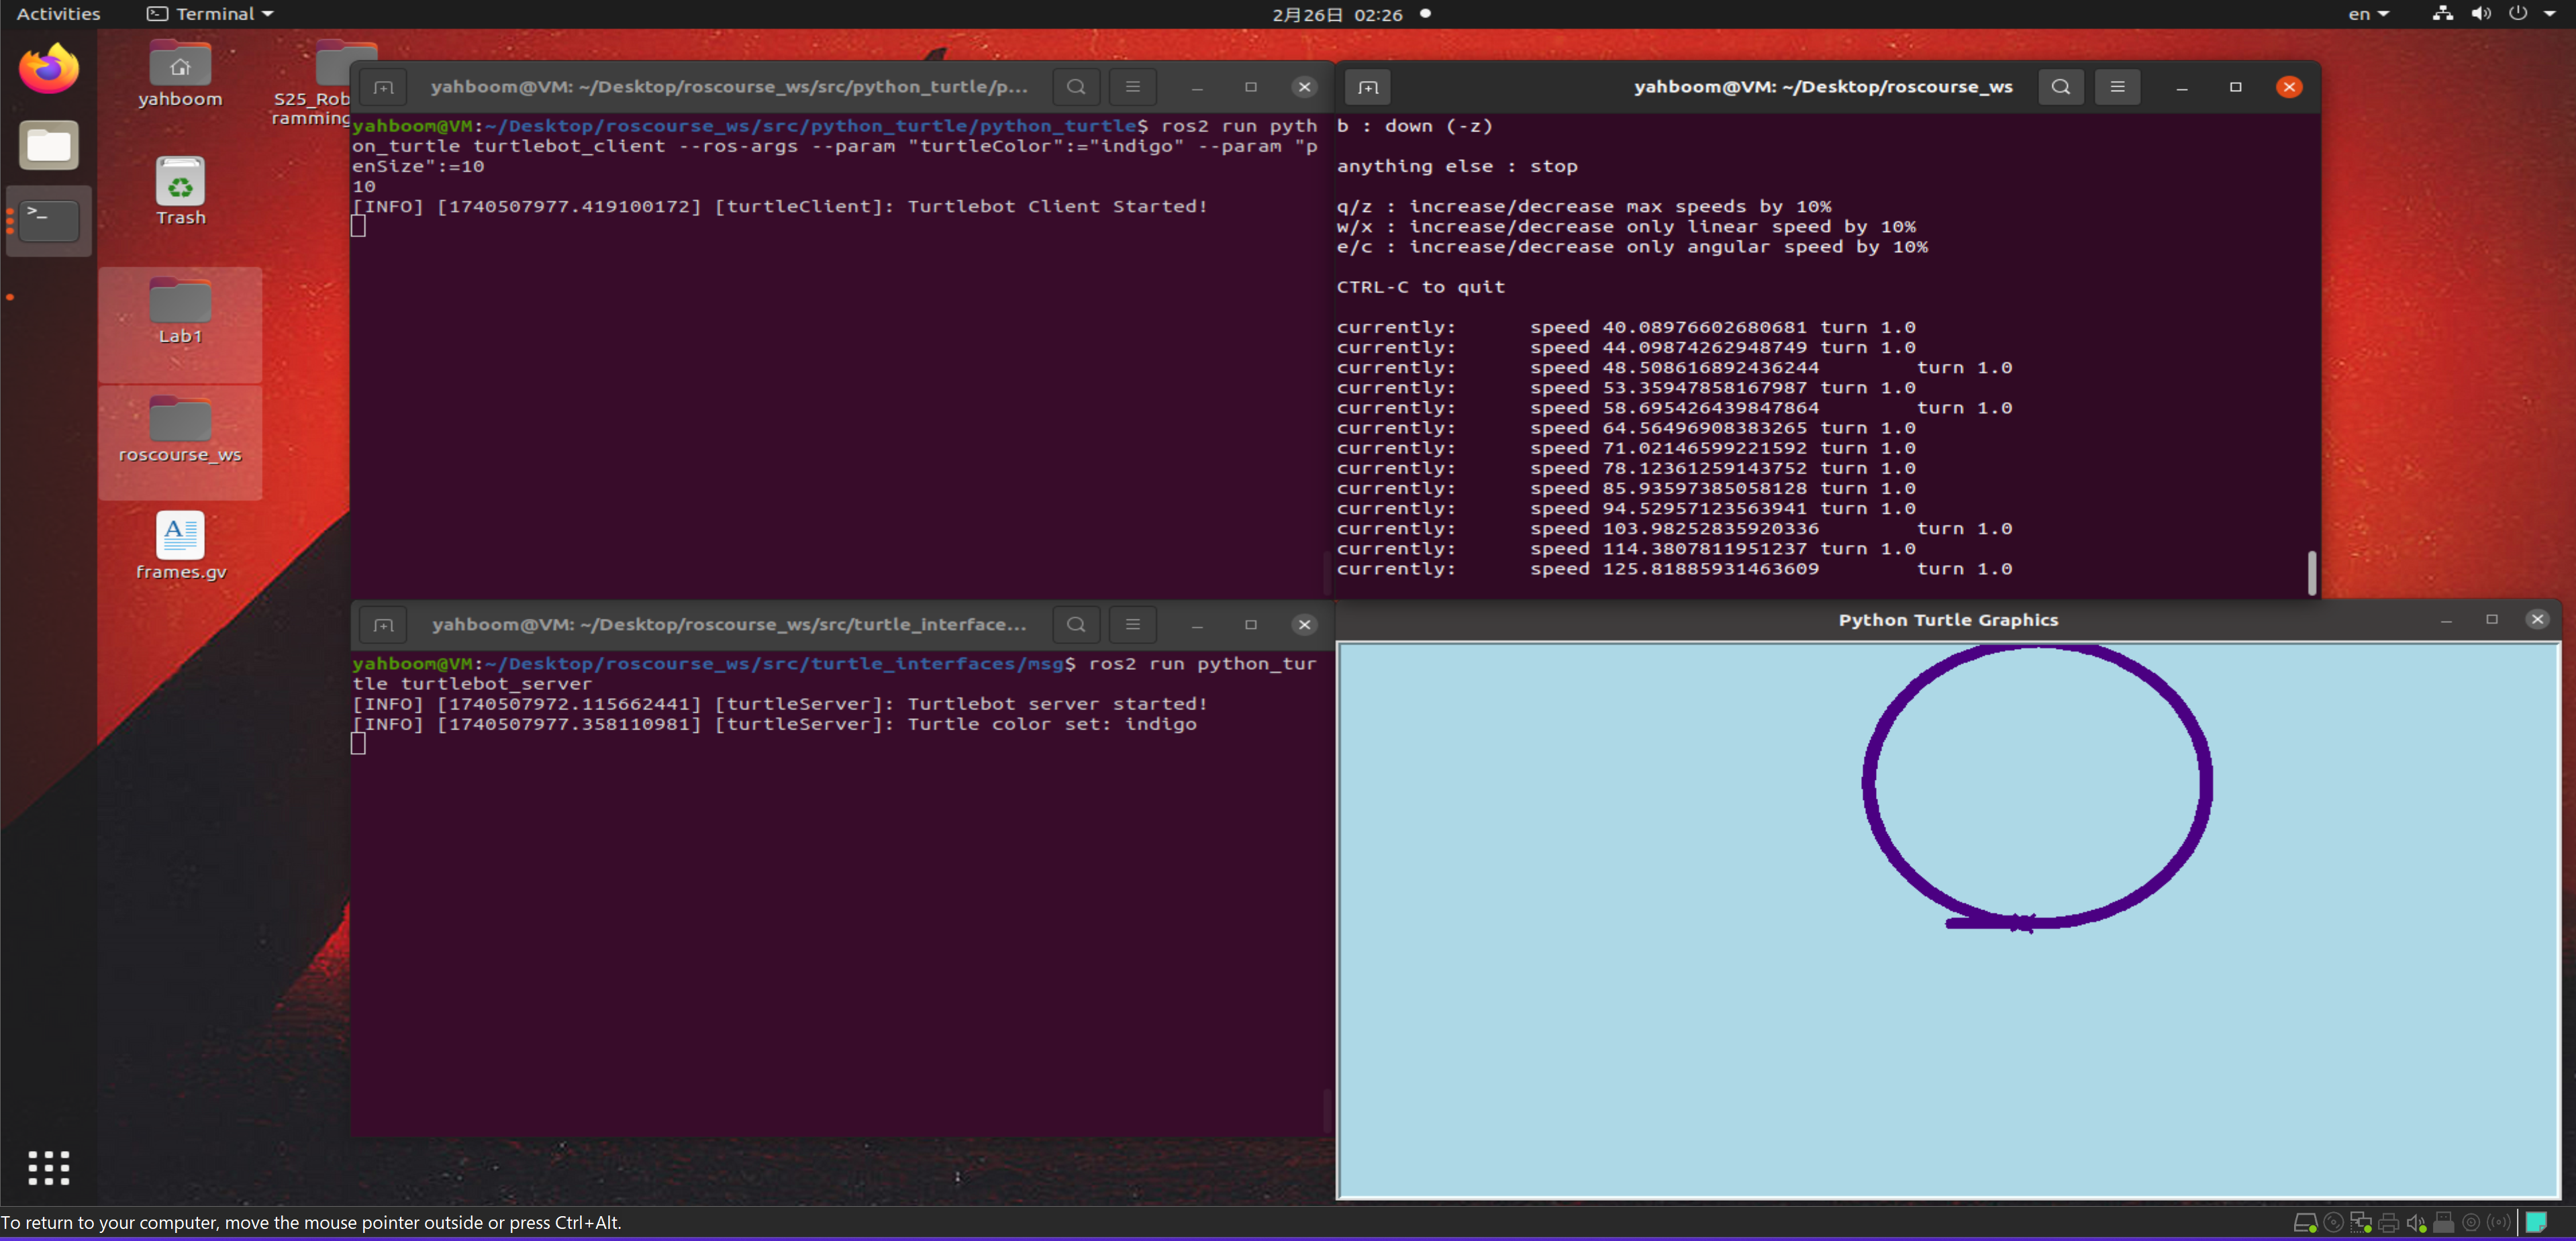 Activities
Terminal
2月26日 02:26
en
yahboom
S25_Rob
ramming
Trash
Lab1
roscourse_ws
frames.gv
yahboom@VM: ~/Desktop/roscourse_ws/src/python_turtle/p...
yahboom@VM:~/Desktop/roscourse_ws/src/python_turtle/python_turtle$ ros2 run pyth
on_turtle turtlebot_client --ros-args --param "turtleColor":="indigo" --param "p
enSize":=10
10
[INFO] [1740507977.419100172] [turtleClient]: Turtlebot Client Started!
yahboom@VM: ~/Desktop/roscourse_ws
b : down (-z)
anything else : stop
q/z : increase/decrease max speeds by 10%
w/x : increase/decrease only linear speed by 10%
e/c : increase/decrease only angular speed by 10%
CTRL-C to quit
currently: speed 40.08976602680681 turn 1.0
currently: speed 44.09874262948749 turn 1.0
currently: speed 48.508616892436244 turn 1.0
currently: speed 53.35947858167987 turn 1.0
currently: speed 58.695426439847864 turn 1.0
currently: speed 64.56496908383265 turn 1.0
currently: speed 71.02146599221592 turn 1.0
currently: speed 78.12361259143752 turn 1.0
currently: speed 85.93597385058128 turn 1.0
currently: speed 94.52957123563941 turn 1.0
currently: speed 103.98252835920336 turn 1.0
currently: speed 114.3807811951237 turn 1.0
currently: speed 125.81885931463609 turn 1.0
yahboom@VM: ~/Desktop/roscourse_ws/src/turtle_interface...
yahboom@VM:~/Desktop/roscourse_ws/src/turtle_interfaces/msg$ ros2 run python_tur
tle turtlebot_server
[INFO] [1740507972.115662441] [turtleServer]: Turtlebot server started!
[INFO] [1740507977.358110981] [turtleServer]: Turtle color set: indigo
Python Turtle Graphics
To return to your computer, move the mouse pointer outside or press Ctrl+Alt.